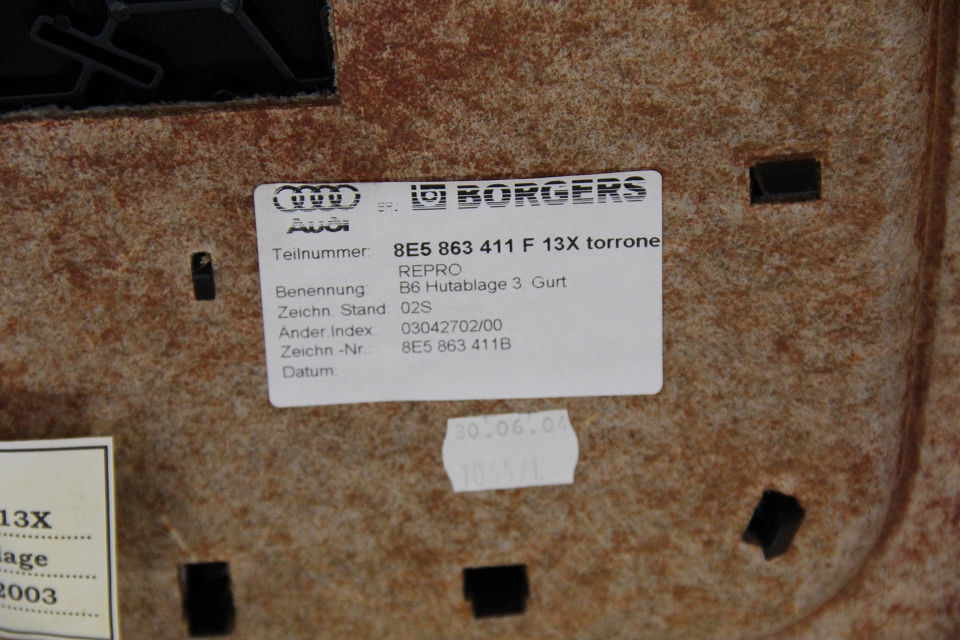 Audi BORGERS
Teilnummer: 8E5 863 411 F 13X torrone
REPRO
Benennung: B6 Hutablage 3. Gurt
Zeichn. Stand: 02S
Änder.Index. 03042702/00
Zeichn.-Nr.: 8E5 863 411B
Datum:
30.06.04
1064/L
13X
lage
2003